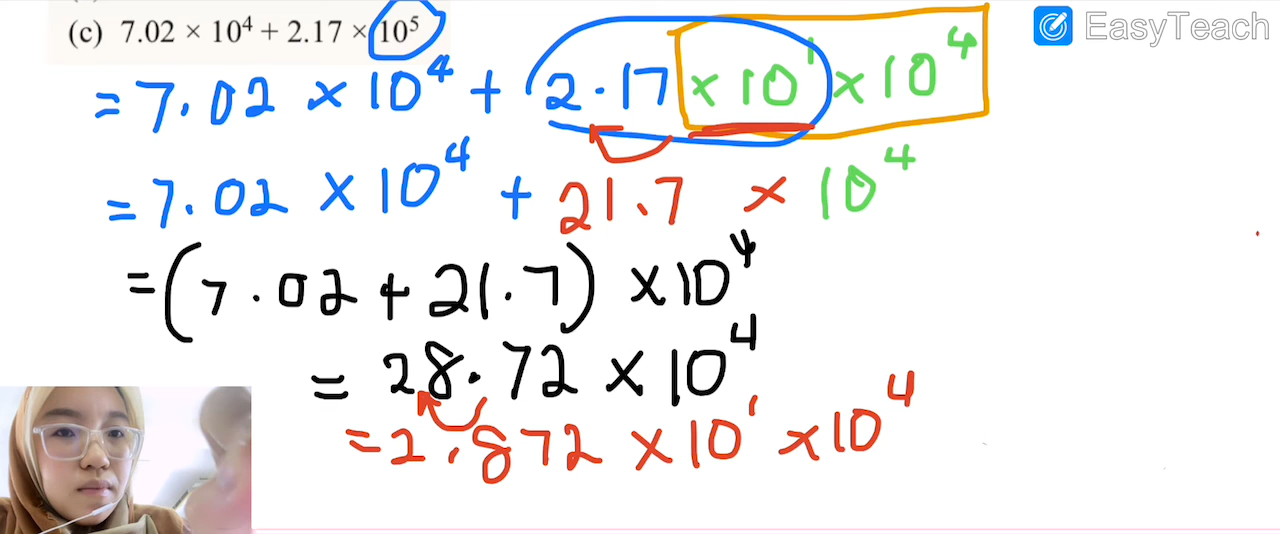 (c) 7.02 × 10⁴ + 2.17 × 10⁵
EasyTeach
= 7.02 × 10⁴ + 2.17 × 10¹ × 10⁴
= 7.02 × 10⁴ + 21.7 × 10⁴
= (7.02 + 21.7) × 10⁴
= 28.72 × 10⁴
= 2.872 × 10¹ × 10⁴